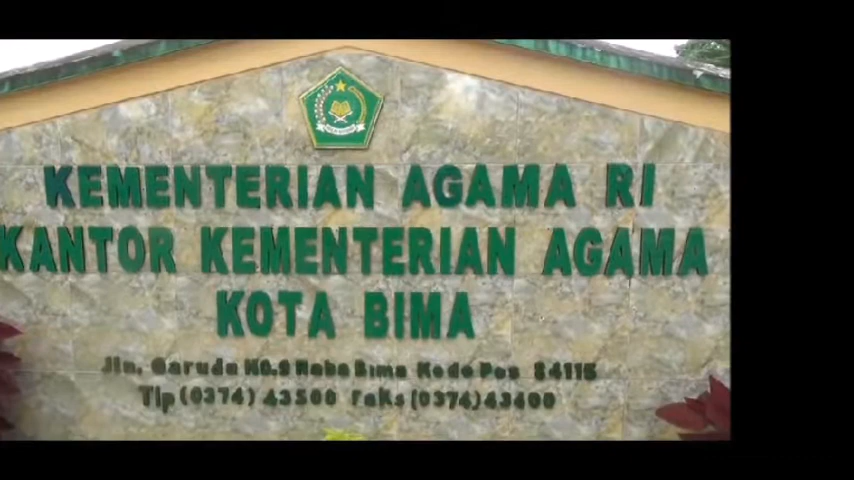 KEMENTERIAN AGAMA RI
KANTOR KEMENTERIAN AGAMA
KOTA BIMA
Jln. Garuda NO.9 Raba Bima Kode Pos 84115
Tlp(0374)43500 Faks(0374)43400